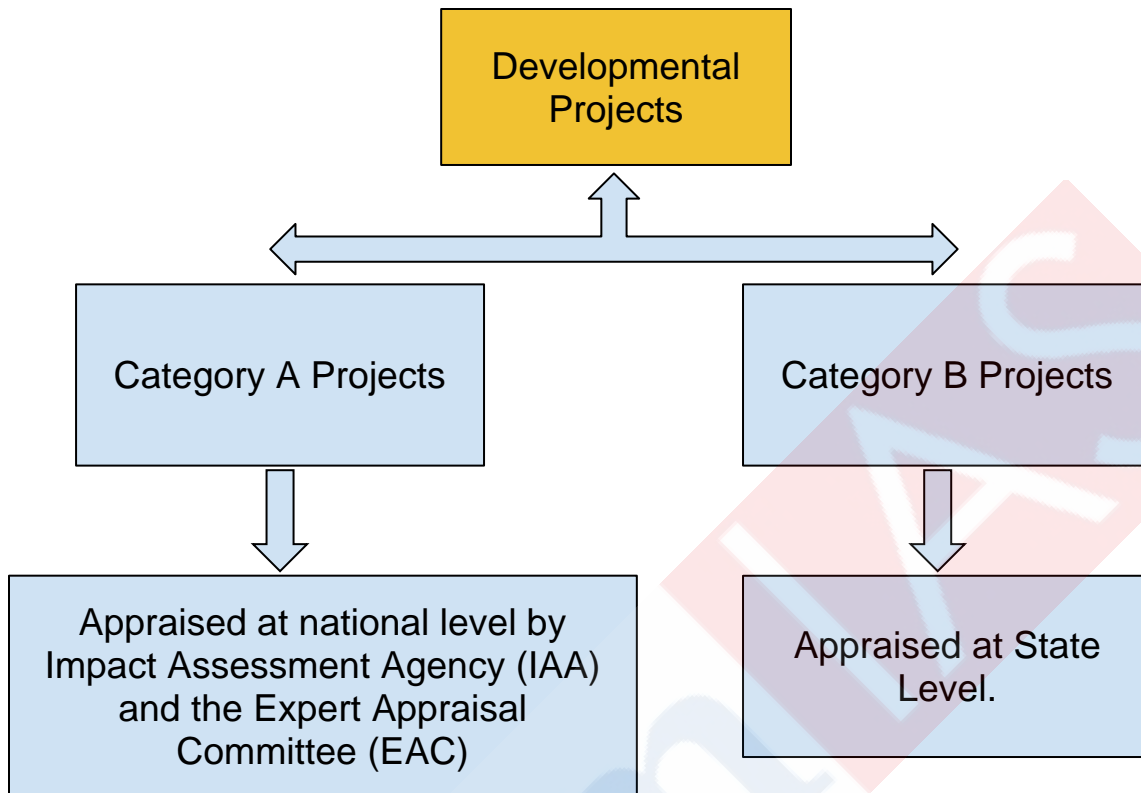 Developmental
Projects
Category A Projects
Category B Projects
Appraised at national level by
Impact Assessment Agency (IAA)
and the Expert Appraisal
Committee (EAC)
Appraised at State
Level.
IAS